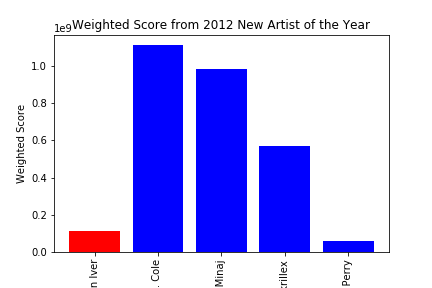 Weighted Score from 2012 New Artist of the Year
1e9
1.0
0.8
0.6
0.4
0.2
0.0
Weighted Score
n Iver
. Cole
Minaj
rillex
Perry